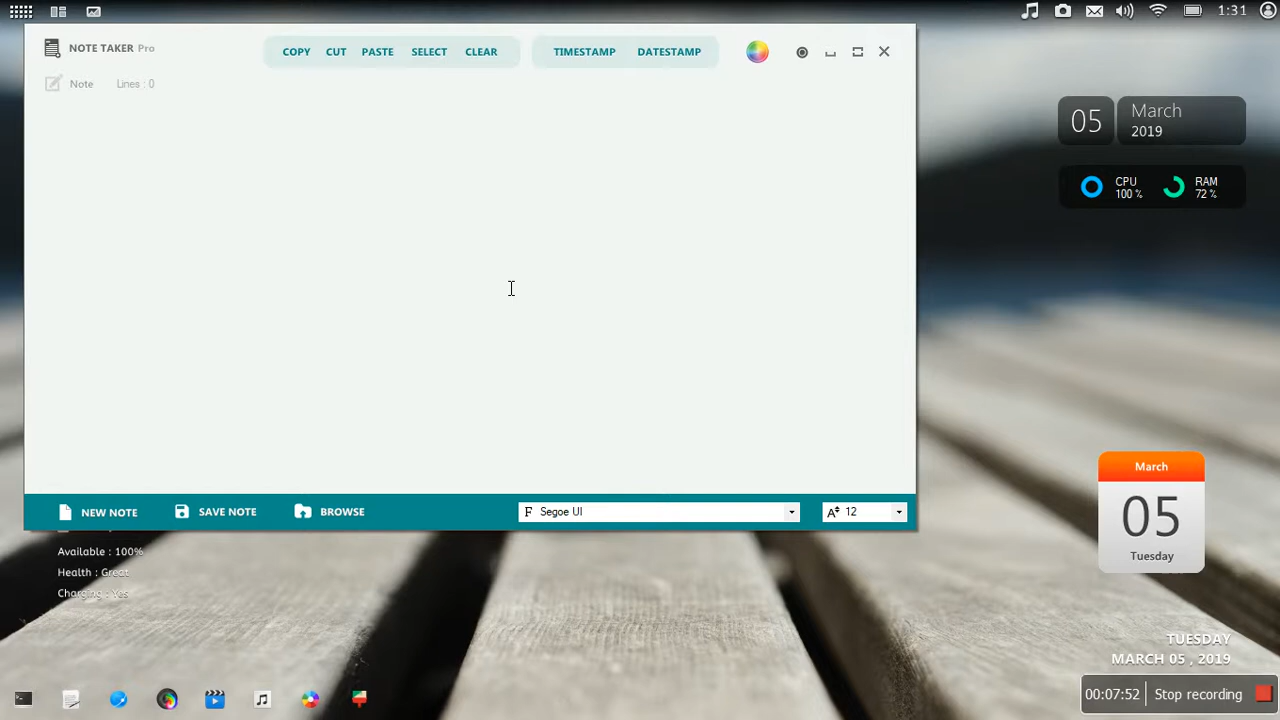 1:31
NOTE TAKER Pro
COPY CUT PASTE SELECT CLEAR TIMESTAMP DATESTAMP
Note Lines : 0
05 March
2019
CPU
100 %
RAM
72 %
March
05
Tuesday
NEW NOTE SAVE NOTE BROWSE F Segoe UI A 12
Available : 100%
Health : Great
Charging : Yes
TUESDAY
MARCH 05 , 2019
00:07:52 Stop recording